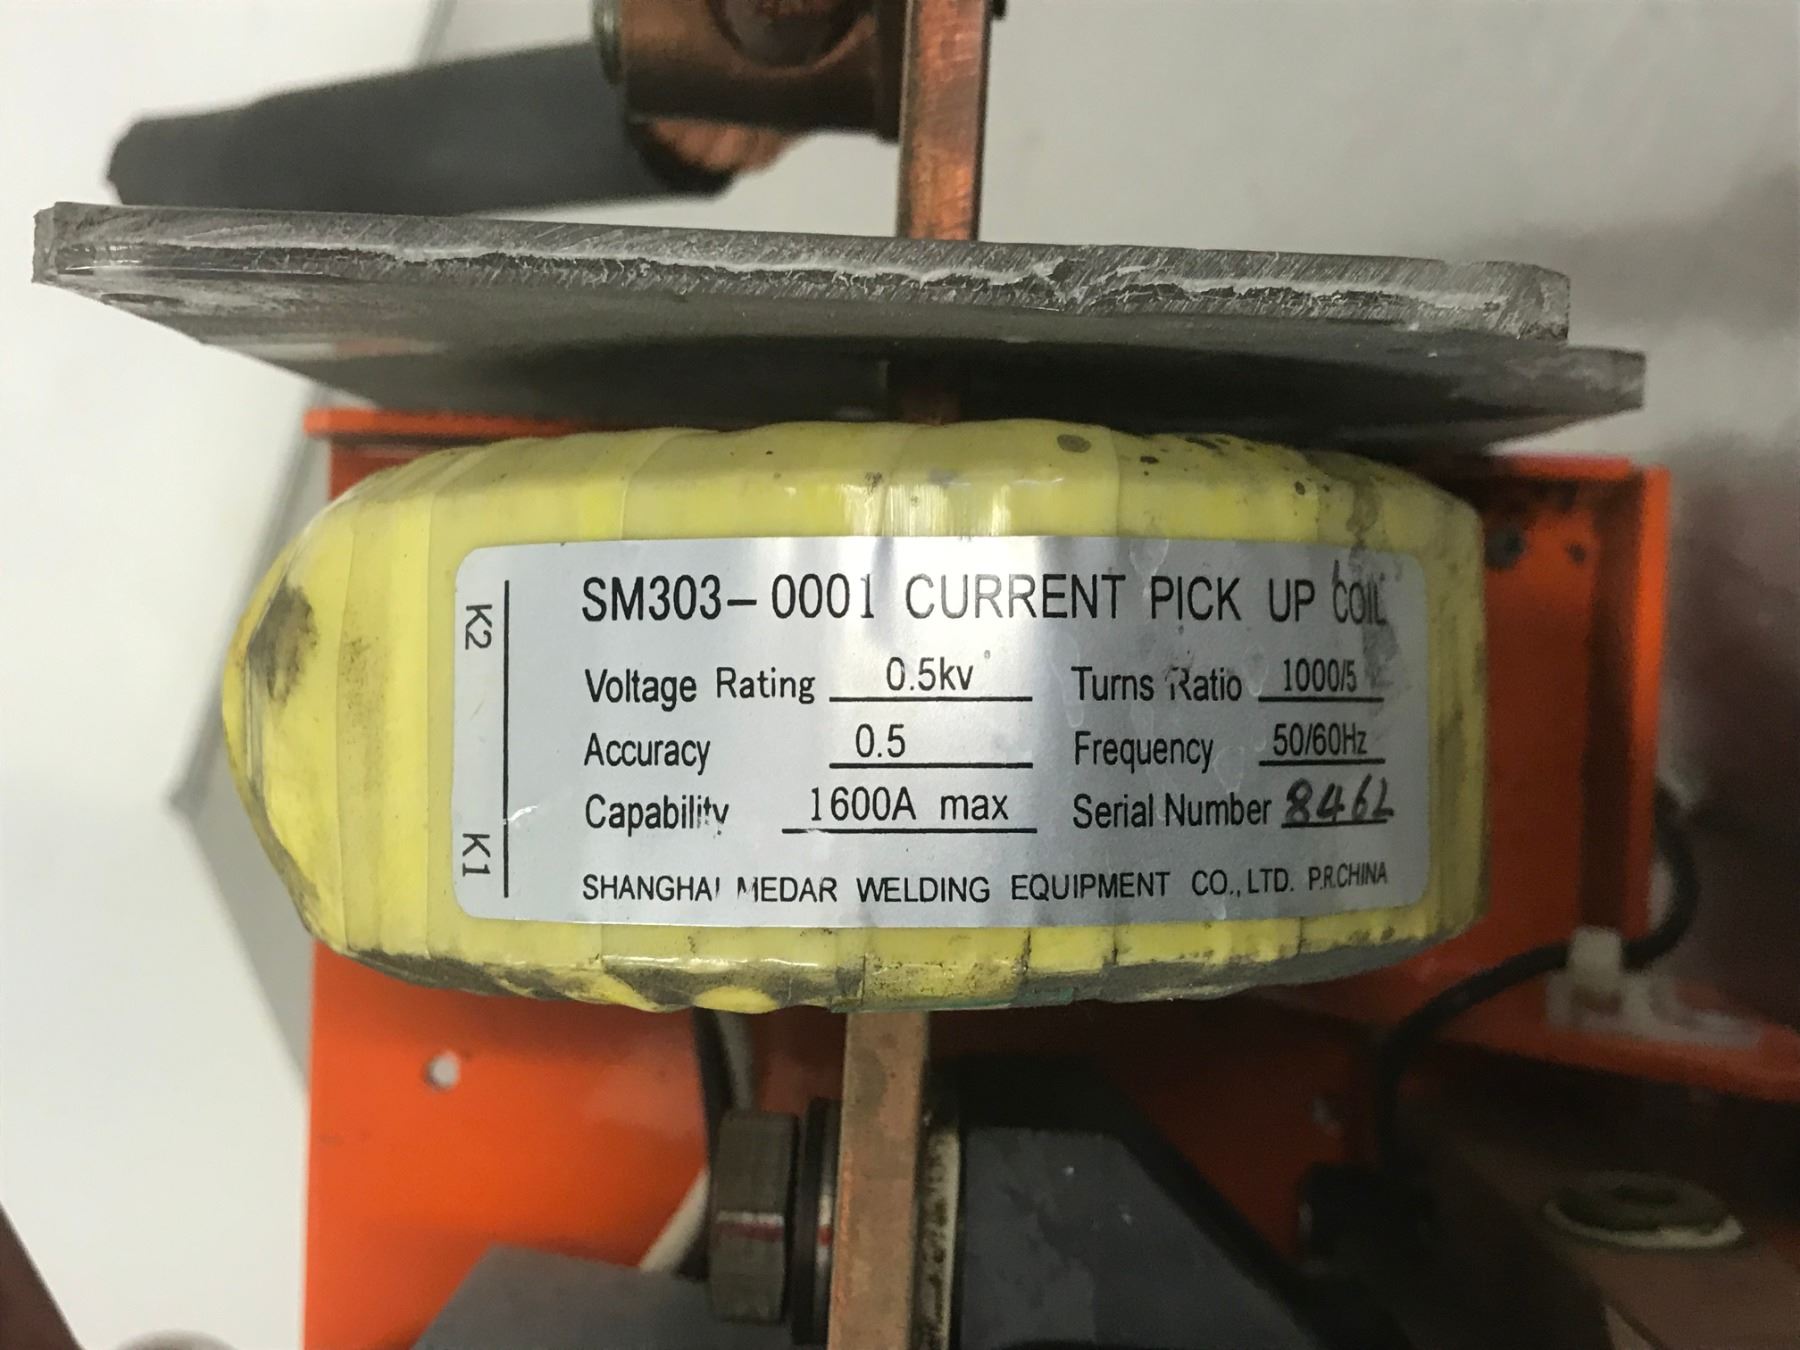 SM303-0001 CURRENT PICK UP COIL
Voltage Rating 0.5kv Turns Ratio 1000/5
Accuracy 0.5 Frequency 50/60Hz
Capability 1600A max Serial Number 8462
SHANGHAI MEDAR WELDING EQUIPMENT CO.,LTD. P.R.CHINA
K2
K1